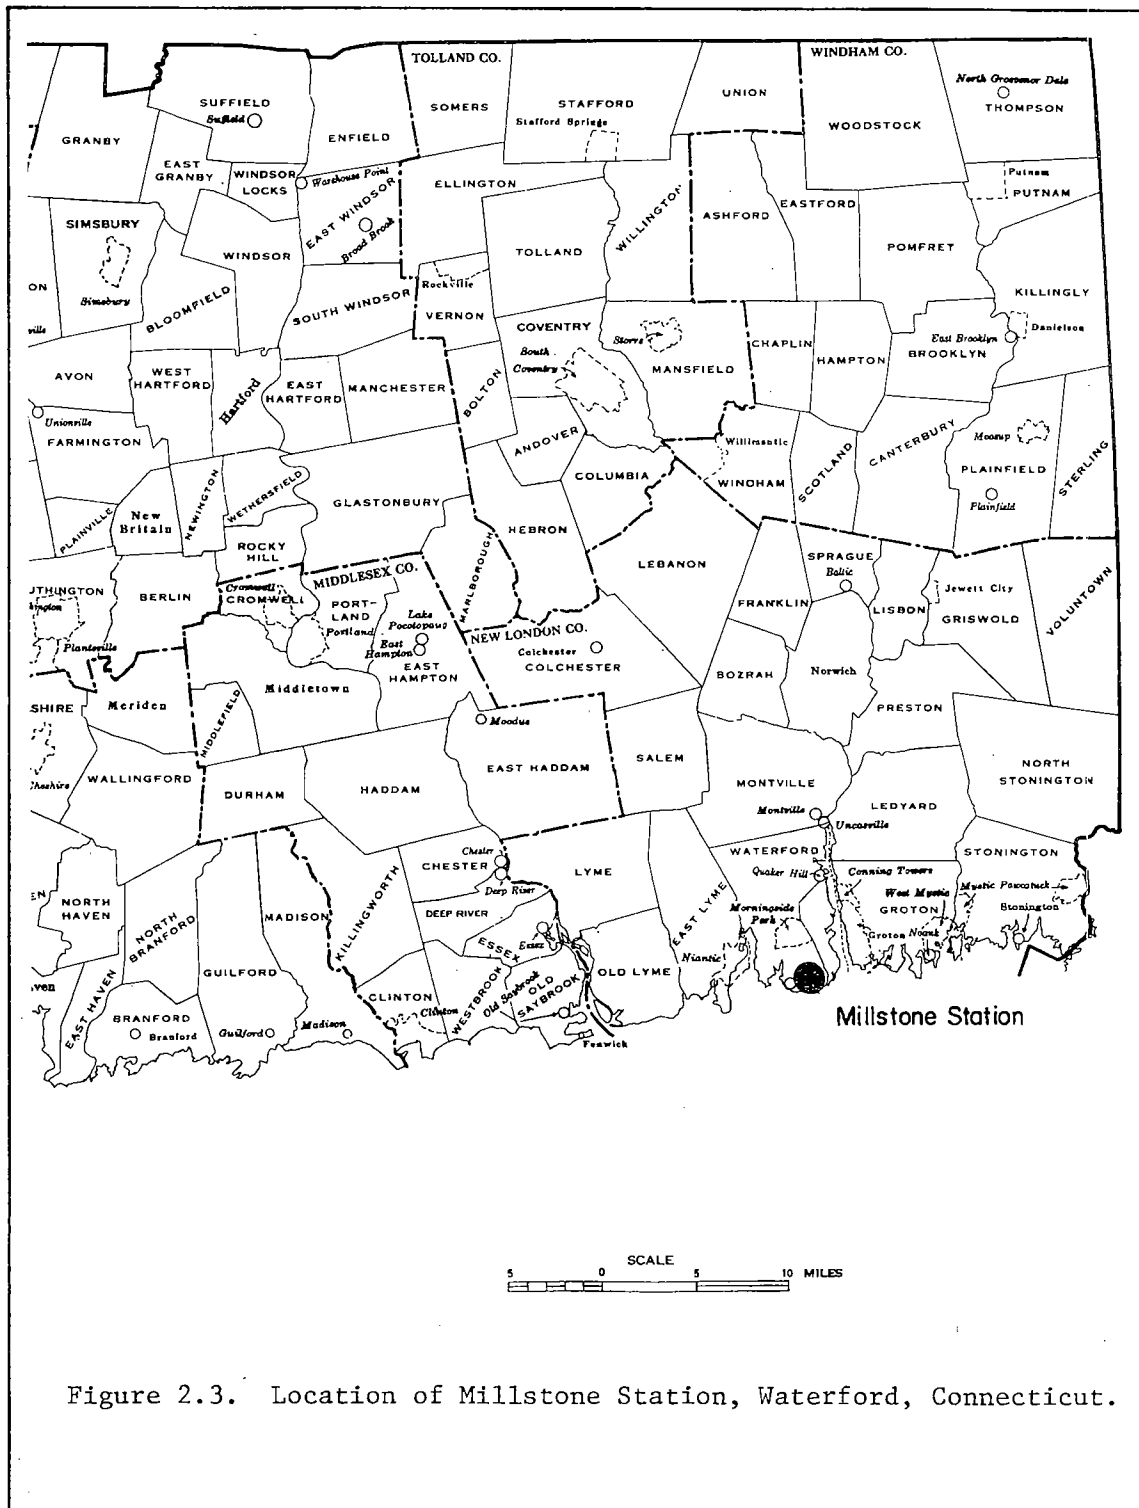 TOLLAND CO.
WINDHAM CO.
SUFFIELD
Suffield
GRANBY
EAST
GRANBY
WINDSOR
LOCKS
ENFIELD
SOMERS
STAFFORD
Stafford Springs
UNION
WOODSTOCK
North Grosvenor Dale
THOMPSON
Putnam
PUTNAM
Warehouse Point
EAST WINDSOR
Broad Brook
ELLINGTON
WILLINGTON
ASHFORD
EASTFORD
POMFRET
SIMSBURY
Simsbury
WINDSOR
TOLLAND
KILLINGLY
ON
ville
BLOOMFIELD
SOUTH WINDSOR
Rockville
VERNON
COVENTRY
South
Coventry
Storrs
MANSFIELD
CHAPLIN
HAMPTON
East Brooklyn
BROOKLYN
Danielson
AVON
WEST
HARTFORD
Hartford
EAST
HARTFORD
MANCHESTER
BOLTON
Unionville
FARMINGTON
ANDOVER
COLUMBIA
Willimantic
WINDHAM
SCOTLAND
CANTERBURY
Moosup
PLAINFIELD
Plainfield
STERLING
PLAINVILLE
New
Britain
NEWINGTON
WETHERSFIELD
GLASTONBURY
ROCKY
HILL
HEBRON
MARLBOROUGH
LEBANON
SPRAGUE
Baltic
FRANKLIN
LISBON
Jewett City
GRISWOLD
VOLUNTOWN
UTHINGTON
ington
Plantsville
BERLIN
Cromwell
CROMWELL
MIDDLESEX CO.
PORT-
LAND
Portland
Lake
Pocotopaug
East
Hampton
EAST
HAMPTON
NEW LONDON CO.
Colchester
COLCHESTER
BOZRAH
Norwich
PRESTON
SHIRE
Cheshire
Meriden
MIDDLEFIELD
Middletown
Moodus
WALLINGFORD
DURHAM
HADDAM
EAST HADDAM
SALEM
MONTVILLE
Montville
Uncasville
LEDYARD
NORTH
STONINGTON
EN
NORTH
HAVEN
NORTH
BRANFORD
MADISON
KILLINGWORTH
Chester
CHESTER
Deep River
DEEP RIVER
LYME
EAST LYME
WATERFORD
Quaker Hill
Conning Towers
West Mystic
Mystic
Pawcatuck
STONINGTON
Stonington
GROTON
Groton
Noank
Morningside
Park
Niantic
aven
EAST HAVEN
GUILFORD
ESSEX
Essex
OLD LYME
BRANFORD
Branford
Guilford
Madison
CLINTON
Clinton
WESTBROOK
Old Saybrook
OLD
SAYBROOK
Fenwick
Millstone Station
SCALE
5 0 5 10 MILES
Figure 2.3. Location of Millstone Station, Waterford, Connecticut.